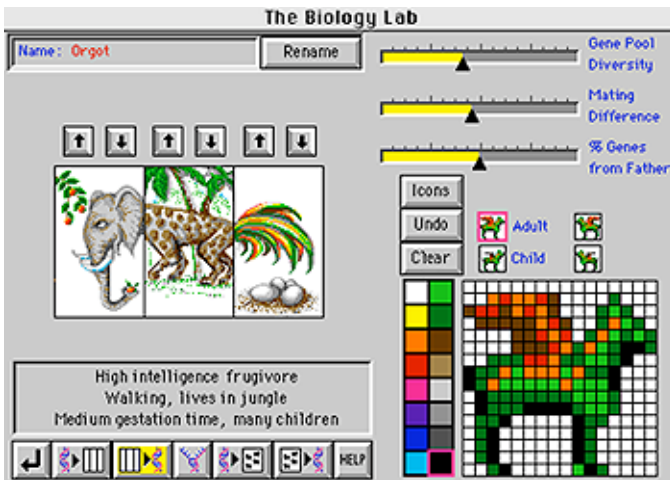 The Biology Lab
Name: Orgot
Rename
Gene Pool
Diversity
Mating
Difference
% Genes
from Father
Icons
Undo
Adult
Clear
Child
High intelligence frugivore
Walking, lives in jungle
Medium gestation time, many children
HELP